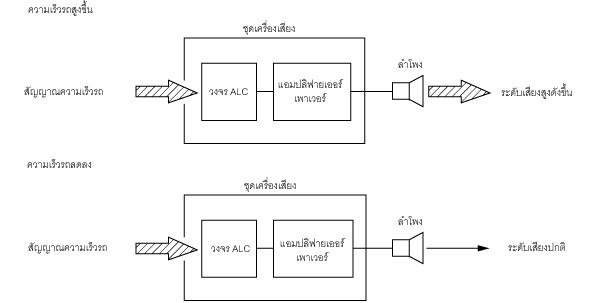 ความเร็วรถสูงขึ้น
ชุดเครื่องเสียง
ลำโพง
สัญญาณความเร็วรถ
วงจร ALC
แอมปลิฟายเออร์
เพาเวอร์
ระดับเสียงสูงดังขึ้น
ความเร็วรถลดลง
ชุดเครื่องเสียง
ลำโพง
สัญญาณความเร็วรถ
วงจร ALC
แอมปลิฟายเออร์
เพาเวอร์
ระดับเสียงปกติ